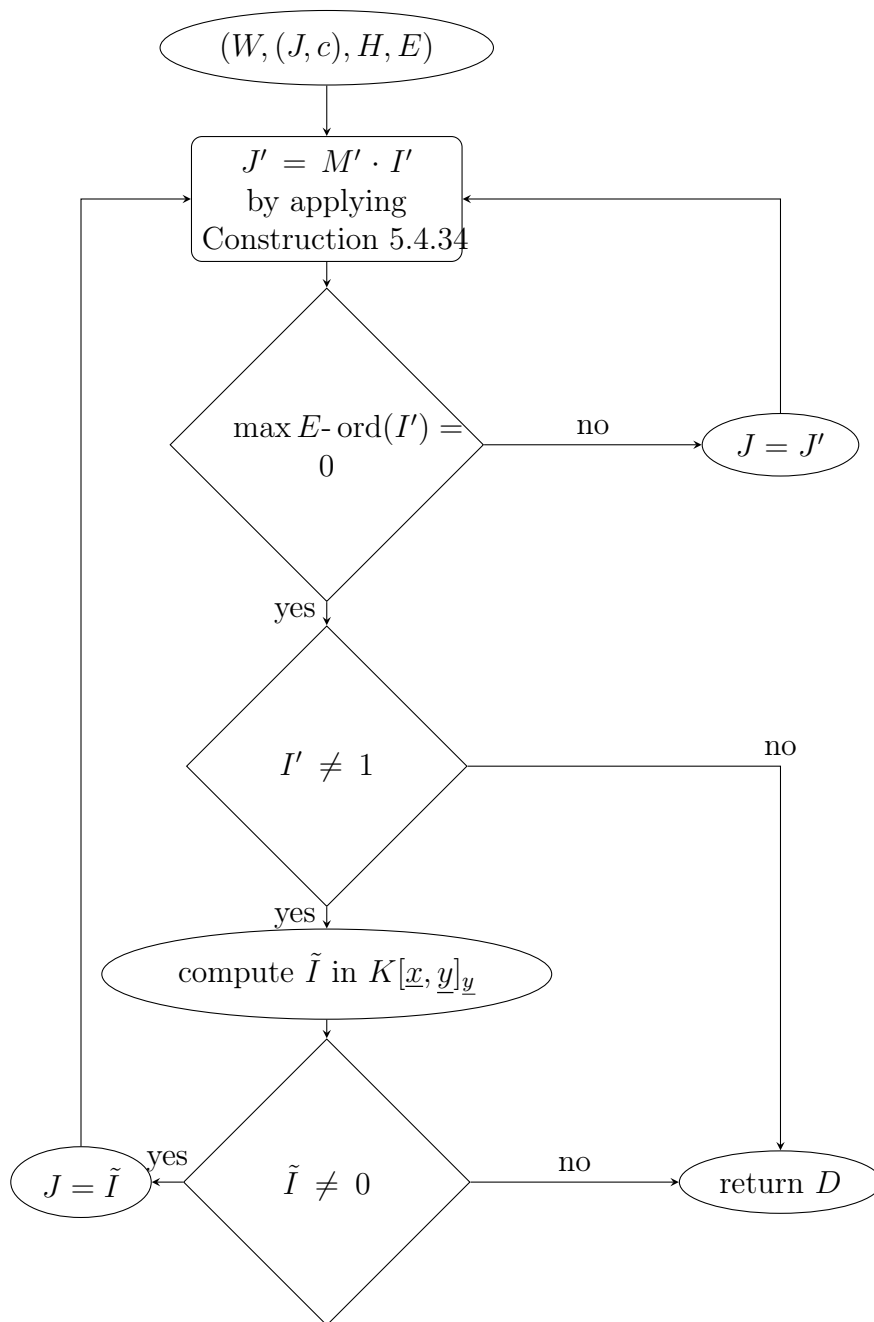 (W, (J, c), H, E)
J′ = M′ · I′
by applying
Construction 5.4.34
max E- ord(I′) =
0
no
J = J′
yes
I′ ≠ 1
no
yes
compute Ĩ in K[x̲, y̲]y̲
yes
J = Ĩ
Ĩ ≠ 0
no
return D